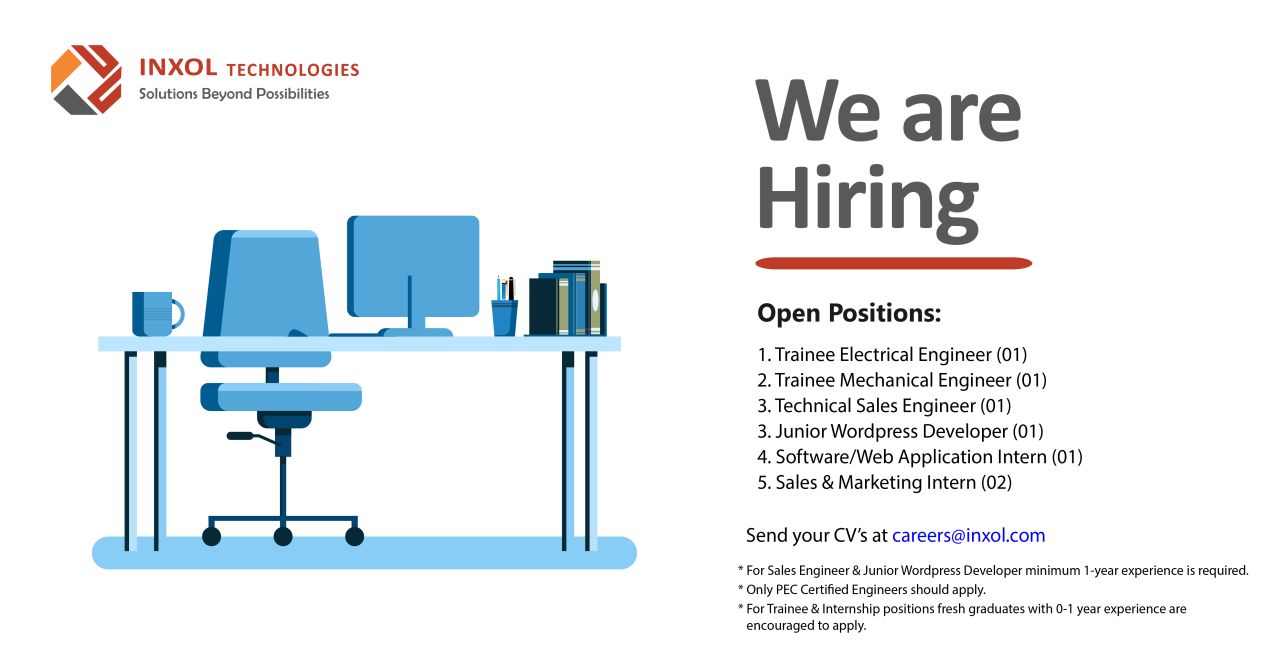 INXOL TECHNOLOGIES
Solutions Beyond Possibilities
We are
Hiring
Open Positions:
1. Trainee Electrical Engineer (01)
2. Trainee Mechanical Engineer (01)
3. Technical Sales Engineer (01)
3. Junior Wordpress Developer (01)
4. Software/Web Application Intern (01)
5. Sales & Marketing Intern (02)
Send your CV's at careers@inxol.com
* For Sales Engineer & Junior Wordpress Developer minimum 1-year experience is required.
* Only PEC Certified Engineers should apply.
* For Trainee & Internship positions fresh graduates with 0-1 year experience are
encouraged to apply.